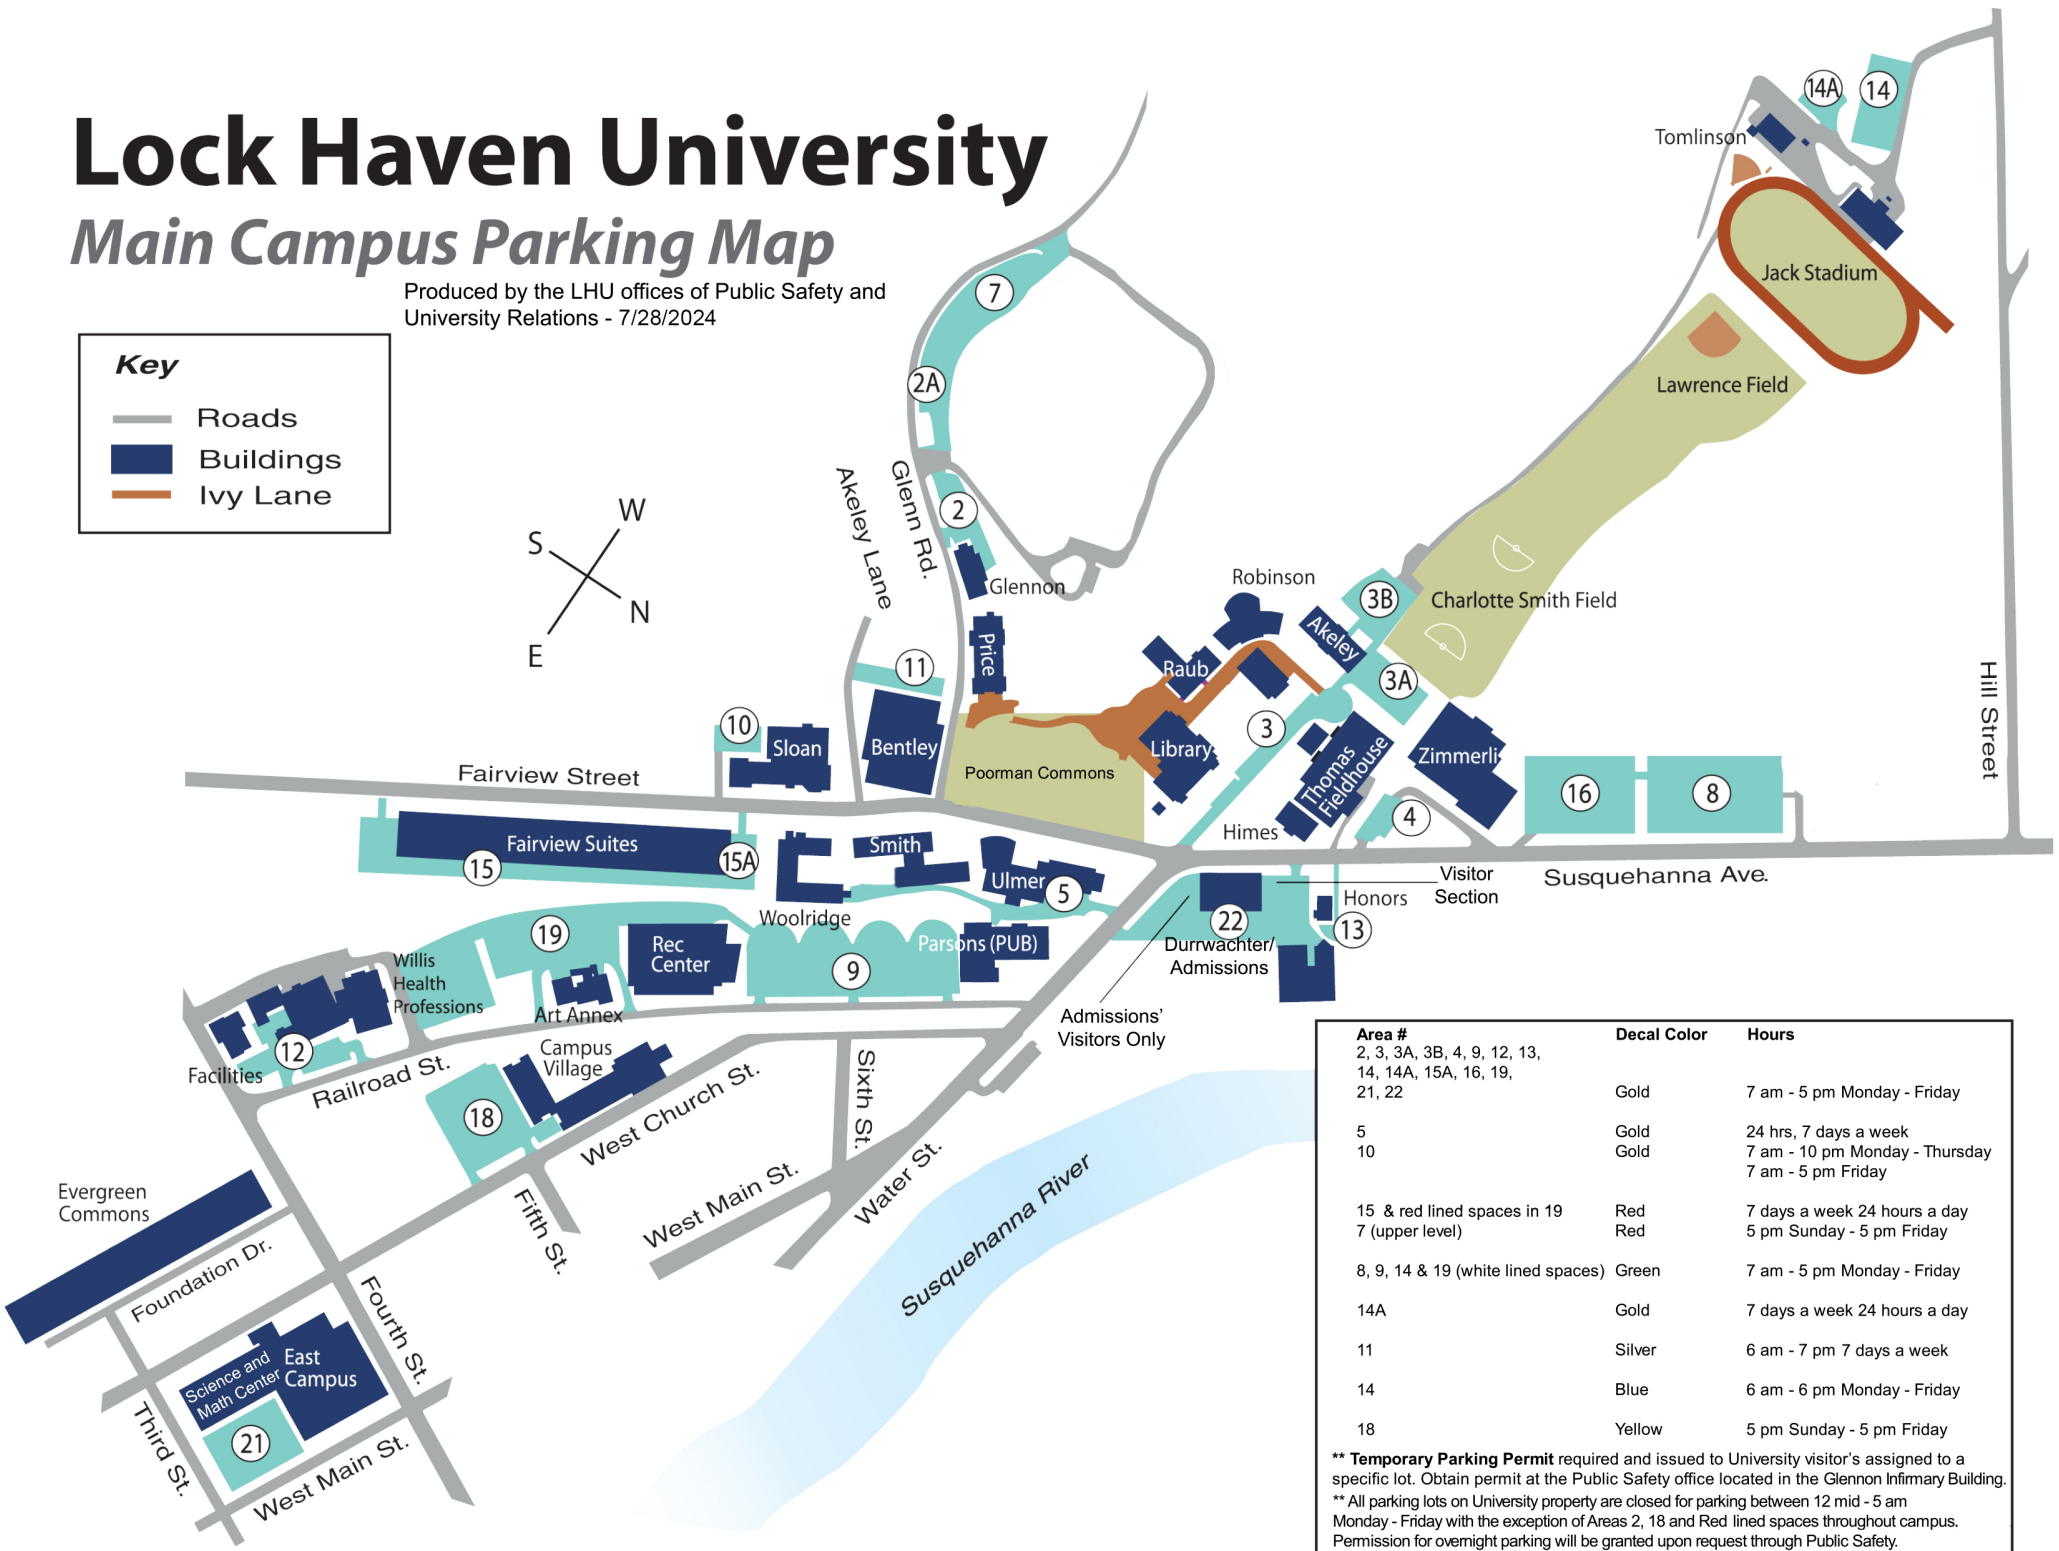 Lock Haven University
Main Campus Parking Map
Produced by the LHU offices of Public Safety and
University Relations - 7/28/2024
Key
Roads
Buildings
Ivy Lane
W
S
N
E
14A
14
Tomlinson
Jack Stadium
Lawrence Field
7
2A
2
Akeley Lane
Glenn Rd.
Glennon
Robinson
3B
Charlotte Smith Field
Akeley
Price
Raub
3A
11
Hill Street
10
Sloan
Bentley
Library
3
Thomas
Fieldhouse
Zimmerli
Poorman Commons
Fairview Street
16
8
4
Himes
Fairview Suites
15
15A
Smith
Ulmer
5
Susquehanna Ave.
Visitor
Section
Honors
Woolridge
22
13
19
Rec
Center
Parsons (PUB)
Durrwachter/
Admissions
Willis
Health
Professions
9
Art Annex
Admissions’
Visitors Only
12
Facilities
Railroad St.
Campus
Village
18
West Church St.
Sixth St.
West Main St.
Water St.
Fifth St.
Susquehanna River
Evergreen
Commons
Foundation Dr.
Fourth St.
Science and
Math Center
East
Campus
21
Third St.
West Main St.
Area # Decal Color Hours
2, 3, 3A, 3B, 4, 9, 12, 13,
14, 14A, 15A, 16, 19,
21, 22 Gold 7 am - 5 pm Monday - Friday
5 Gold 24 hrs, 7 days a week
10 Gold 7 am - 10 pm Monday - Thursday
7 am - 5 pm Friday
15 & red lined spaces in 19 Red 7 days a week 24 hours a day
7 (upper level) Red 5 pm Sunday - 5 pm Friday
8, 9, 14 & 19 (white lined spaces) Green 7 am - 5 pm Monday - Friday
14A Gold 7 days a week 24 hours a day
11 Silver 6 am - 7 pm 7 days a week
14 Blue 6 am - 6 pm Monday - Friday
18 Yellow 5 pm Sunday - 5 pm Friday
** Temporary Parking Permit required and issued to University visitor’s assigned to a
specific lot. Obtain permit at the Public Safety office located in the Glennon Infirmary Building.
** All parking lots on University property are closed for parking between 12 mid - 5 am
Monday - Friday with the exception of Areas 2, 18 and Red lined spaces throughout campus.
Permission for overnight parking will be granted upon request through Public Safety.